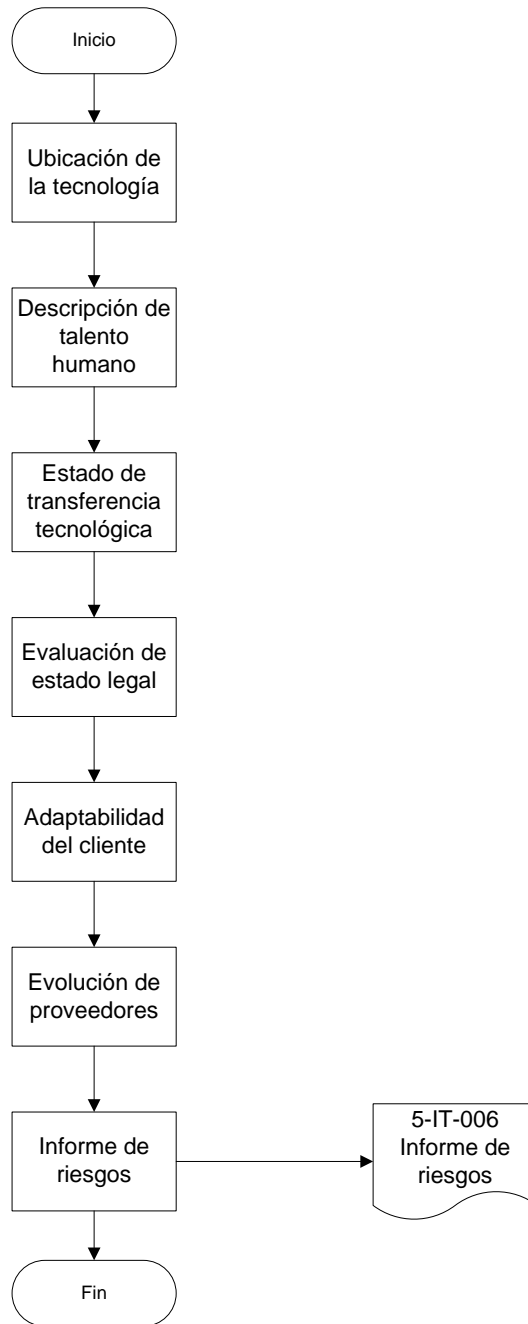 Inicio
Ubicación de
la tecnología
Descripción de
talento
humano
Estado de
transferencia
tecnológica
Evaluación de
estado legal
Adaptabilidad
del cliente
Evolución de
proveedores
Informe de
riesgos
5-IT-006
Informe de
riesgos
Fin